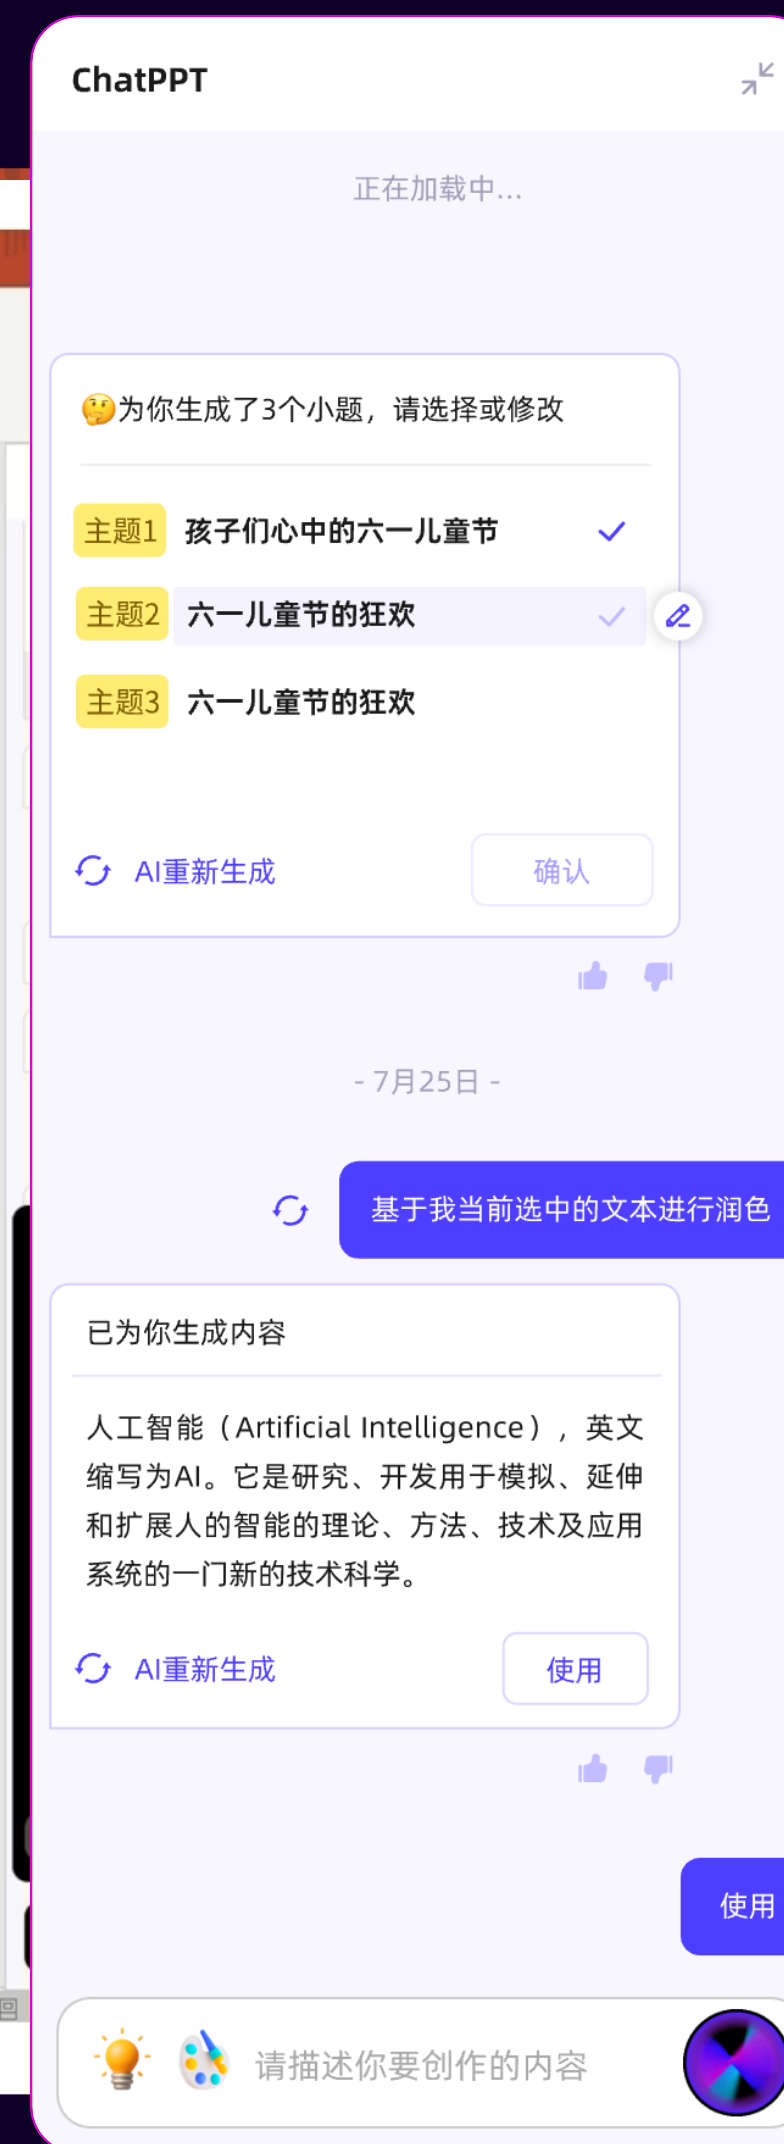 ChatPPT
正在加载中...
🤔为你生成了3个小题，请选择或修改
主题1 孩子们心中的六一儿童节
主题2 六一儿童节的狂欢
主题3 六一儿童节的狂欢
AI重新生成 确认
- 7月25日 -
基于我当前选中的文本进行润色
已为你生成内容
人工智能（Artificial Intelligence），英文
缩写为AI。它是研究、开发用于模拟、延伸
和扩展人的智能的理论、方法、技术及应用
系统的一门新的技术科学。
AI重新生成 使用
使用
请描述你要创作的内容